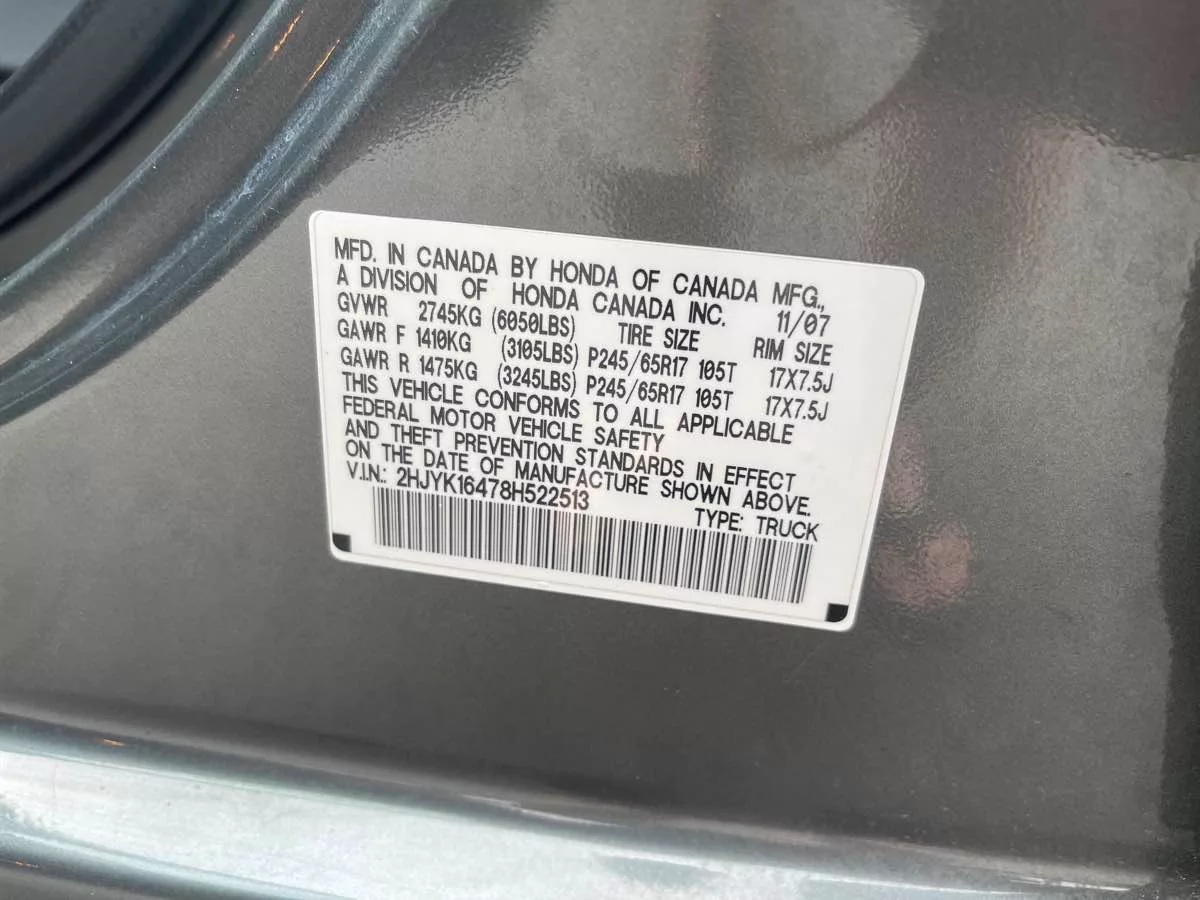 MFD. IN CANADA BY HONDA OF CANADA MFG.,
A DIVISION OF HONDA CANADA INC. 11/07
GVWR 2745KG (6050LBS) TIRE SIZE RIM SIZE
GAWR F 1410KG (3105LBS) P245/65R17 105T 17X7.5J
GAWR R 1475KG (3245LBS) P245/65R17 105T 17X7.5J
THIS VEHICLE CONFORMS TO ALL APPLICABLE
FEDERAL MOTOR VEHICLE SAFETY
AND THEFT PREVENTION STANDARDS IN EFFECT
ON THE DATE OF MANUFACTURE SHOWN ABOVE.
V.I.N.: 2HJYK16478H522513
TYPE: TRUCK